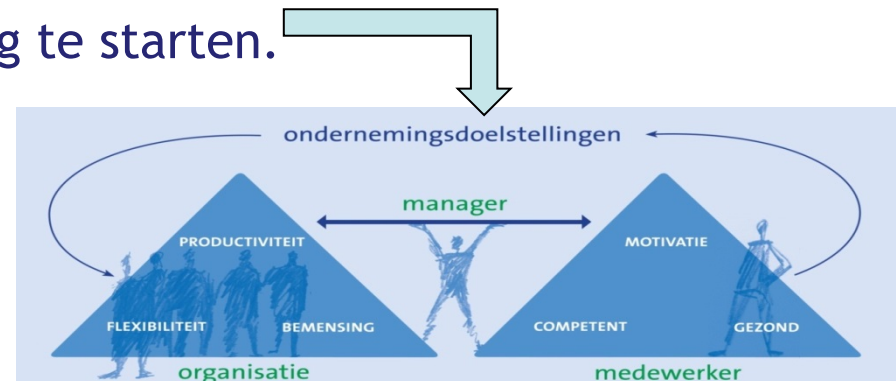 g te starten.
ondernemingsdoelstellingen
manager
PRODUCTIVITEIT
MOTIVATIE
FLEXIBILITEIT BEMENSING
COMPETENT GEZOND
organisatie
medewerker